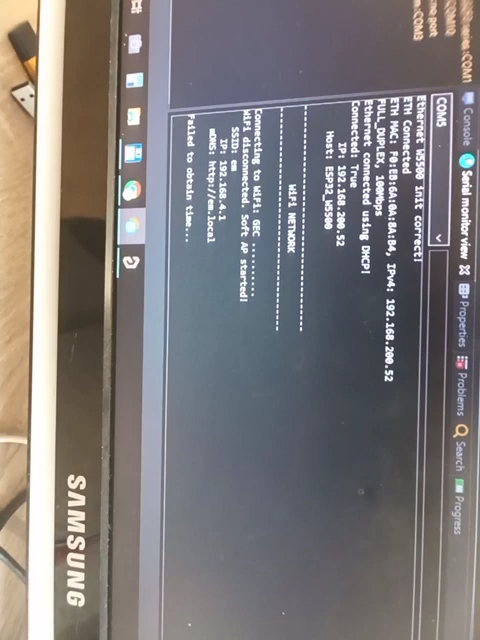 Console
Serial monitor view
Properties
Problems
Search
Progress
COM5
Ethernet W5500 init correct!
ETH Connected
ETH MAC: F0:EB:6A:0A:8A:B4, IPv4: 192.168.200.52
FULL_DUPLEX, 100Mbps
Ethernet connected using DHCP!
Connected: True
IP: 192.168.200.52
Host: ESP32_W5500
--------------------------------------------
WiFi NETWORK
--------------------------------------------
Connecting to WiFi: GEC ..........
WiFi disconnected. Soft AP started!
SSID: em
IP: 192.168.4.1
mDNS: http://em.local
Failed to obtain time...
SAMSUNG